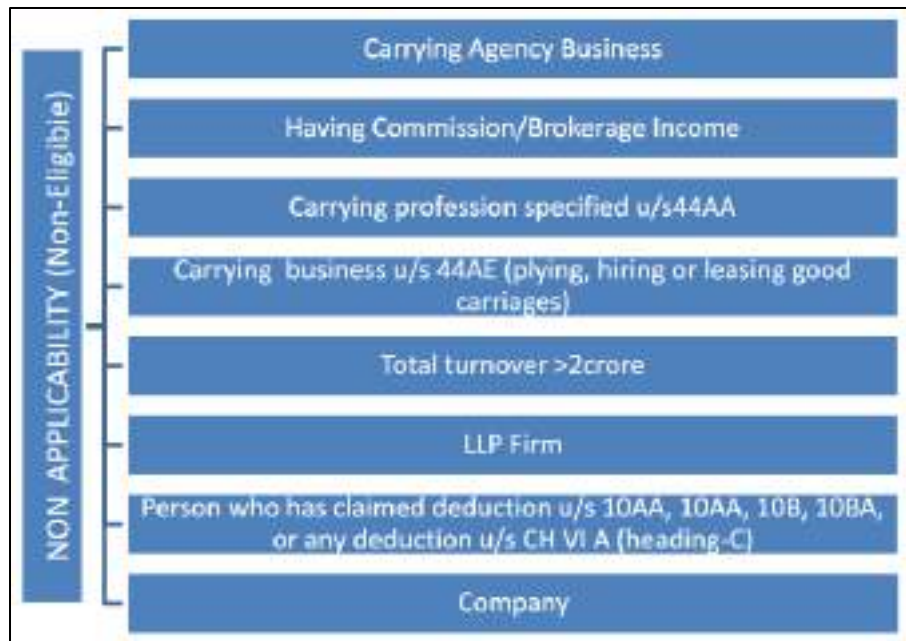 NON APPLICABILITY (Non-Eligible)
Carrying Agency Business
Having Commission/Brokerage Income
Carrying profession specified u/s44AA
Carrying business u/s 44AE (plying, hiring or leasing good
carriages)
Total turnover >2crore
LLP Firm
Person who has claimed deduction u/s 10AA, 10AA, 10B, 10BA,
or any deduction u/s CH VI A (heading-C)
Company